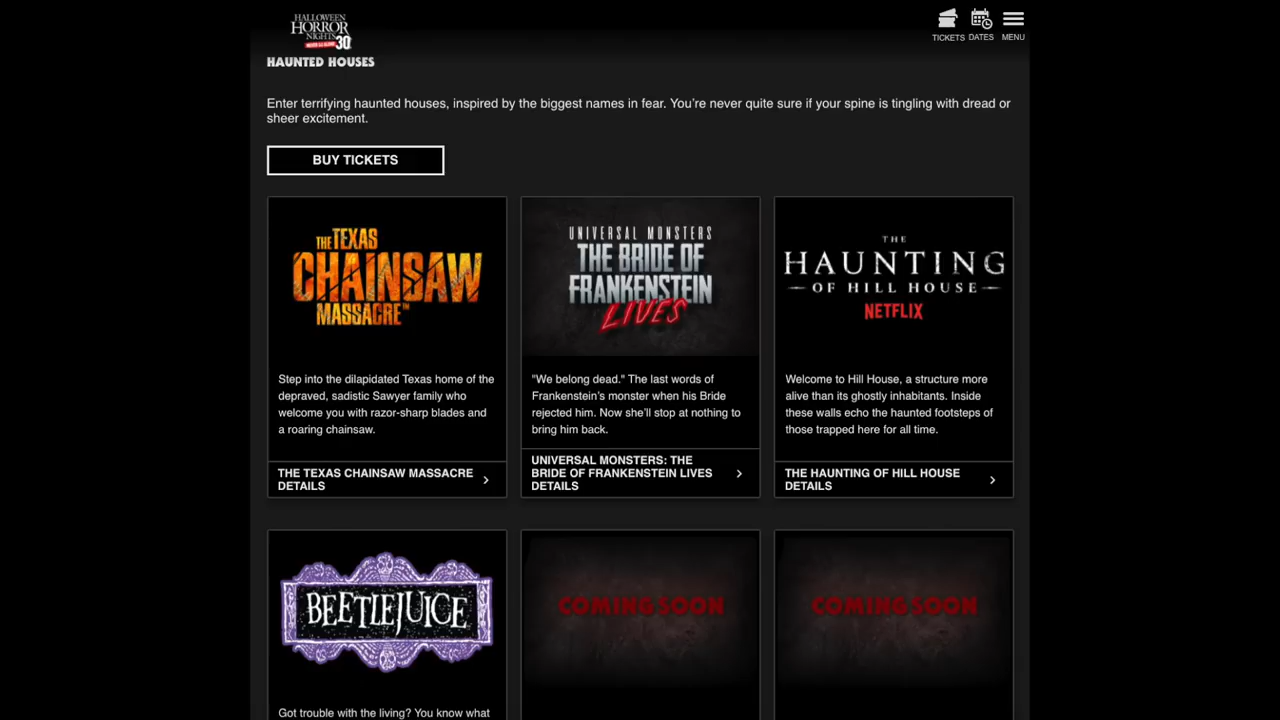 HALLOWEEN
HORROR
NIGHTS
30
TICKETS DATES MENU
HAUNTED HOUSES
Enter terrifying haunted houses, inspired by the biggest names in fear. You’re never quite sure if your spine is tingling with dread or
sheer excitement.
BUY TICKETS
THE TEXAS
CHAINSAW
MASSACRE™
Step into the dilapidated Texas home of the
depraved, sadistic Sawyer family who
welcome you with razor-sharp blades and
a roaring chainsaw.
THE TEXAS CHAINSAW MASSACRE
DETAILS
UNIVERSAL MONSTERS
THE BRIDE OF
FRANKENSTEIN
LIVES
"We belong dead." The last words of
Frankenstein’s monster when his Bride
rejected him. Now she’ll stop at nothing to
bring him back.
UNIVERSAL MONSTERS: THE
BRIDE OF FRANKENSTEIN LIVES
DETAILS
THE
HAUNTING
OF HILL HOUSE
NETFLIX
Welcome to Hill House, a structure more
alive than its ghostly inhabitants. Inside
these walls echo the haunted footsteps of
those trapped here for all time.
THE HAUNTING OF HILL HOUSE
DETAILS
BEETLEJUICE
Got trouble with the living? You know what
COMING SOON
COMING SOON